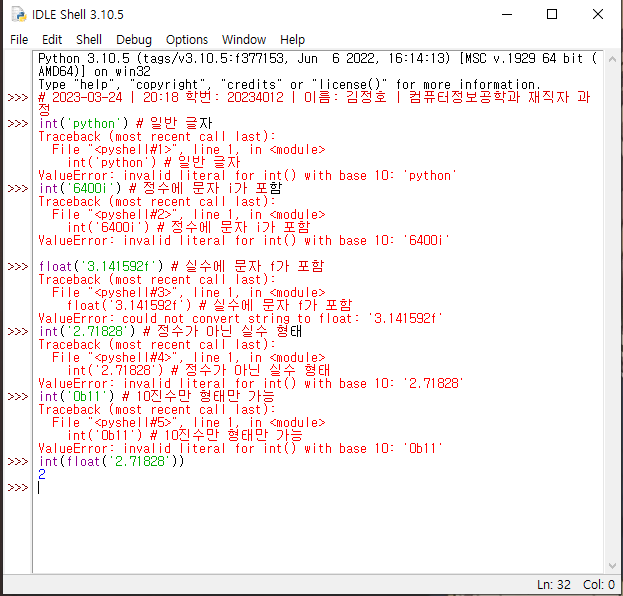 IDLE Shell 3.10.5
File Edit Shell Debug Options Window Help
Python 3.10.5 (tags/v3.10.5:f377153, Jun  6 2022, 16:14:13) [MSC v.1929 64 bit (
AMD64)] on win32
Type "help", "copyright", "credits" or "license()" for more information.
>>> # 2023-03-24 | 20:18 학번: 20234012 | 이름: 김정호 | 컴퓨터정보공학과 재직자 과
정
>>> int('python') # 일반 글자
Traceback (most recent call last):
  File "<pyshell#1>", line 1, in <module>
    int('python') # 일반 글자
ValueError: invalid literal for int() with base 10: 'python'
>>> int('6400i') # 정수에 문자 i가 포함
Traceback (most recent call last):
  File "<pyshell#2>", line 1, in <module>
    int('6400i') # 정수에 문자 i가 포함
ValueError: invalid literal for int() with base 10: '6400i'
>>> float('3.141592f') # 실수에 문자 f가 포함
Traceback (most recent call last):
  File "<pyshell#3>", line 1, in <module>
    float('3.141592f') # 실수에 문자 f가 포함
ValueError: could not convert string to float: '3.141592f'
>>> int('2.71828') # 정수가 아닌 실수 형태
Traceback (most recent call last):
  File "<pyshell#4>", line 1, in <module>
    int('2.71828') # 정수가 아닌 실수 형태
ValueError: invalid literal for int() with base 10: '2.71828'
>>> int('0b11') # 10진수만 형태만 가능
Traceback (most recent call last):
  File "<pyshell#5>", line 1, in <module>
    int('0b11') # 10진수만 형태만 가능
ValueError: invalid literal for int() with base 10: '0b11'
>>> int(float('2.71828'))
2
>>>
Ln: 32 Col: 0